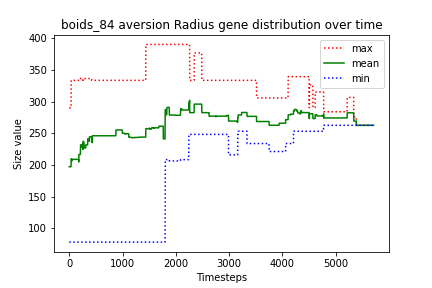 boids_84 aversion Radius gene distribution over time
400
350
300
250
200
150
100
Size value
max
mean
min
0
1000
2000
3000
4000
5000
Timesteps